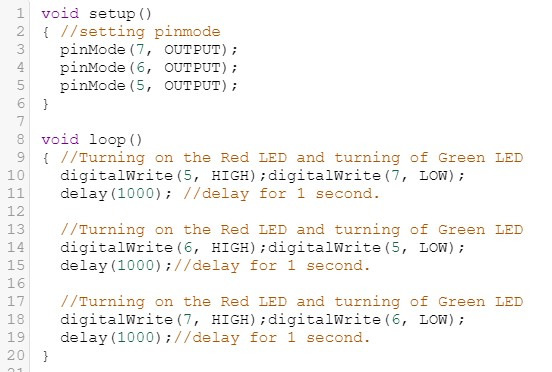 1 void setup()
2 { //setting pinmode
3 pinMode(7, OUTPUT);
4 pinMode(6, OUTPUT);
5 pinMode(5, OUTPUT);
6 }
7
8 void loop()
9 { //Turning on the Red LED and turning of Green LED
10 digitalWrite(5, HIGH);digitalWrite(7, LOW);
11 delay(1000); //delay for 1 second.
12
13 //Turning on the Red LED and turning of Green LED
14 digitalWrite(6, HIGH);digitalWrite(5, LOW);
15 delay(1000);//delay for 1 second.
16
17 //Turning on the Red LED and turning of Green LED
18 digitalWrite(7, HIGH);digitalWrite(6, LOW);
19 delay(1000);//delay for 1 second.
20 }